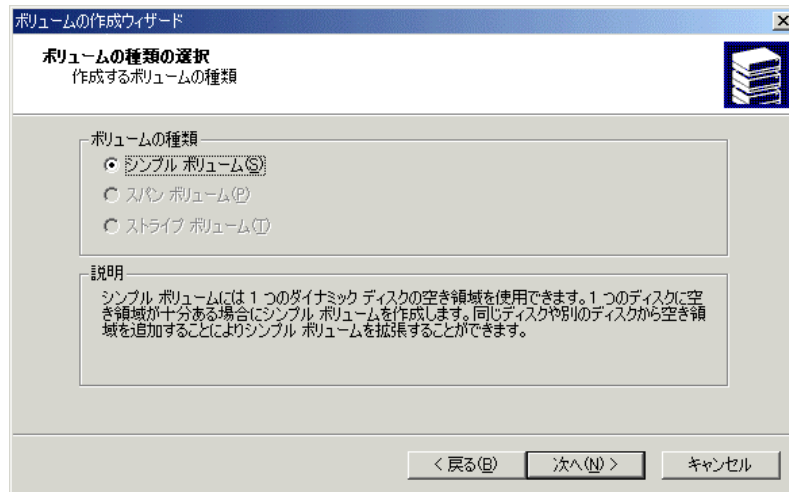 ボリュームの作成ウィザード
ボリュームの種類の選択
作成するボリュームの種類
ボリュームの種類
シンプル ボリューム(S)
スパン ボリューム(P)
ストライプ ボリューム(T)
説明
シンプル ボリュームには 1 つのダイナミック ディスクの空き領域を使用できます。1 つのディスクに空
き領域が十分ある場合にシンプル ボリュームを作成します。同じディスクや別のディスクから空き領
域を追加することによりシンプル ボリュームを拡張することができます。
< 戻る(B) 次へ(N) > キャンセル